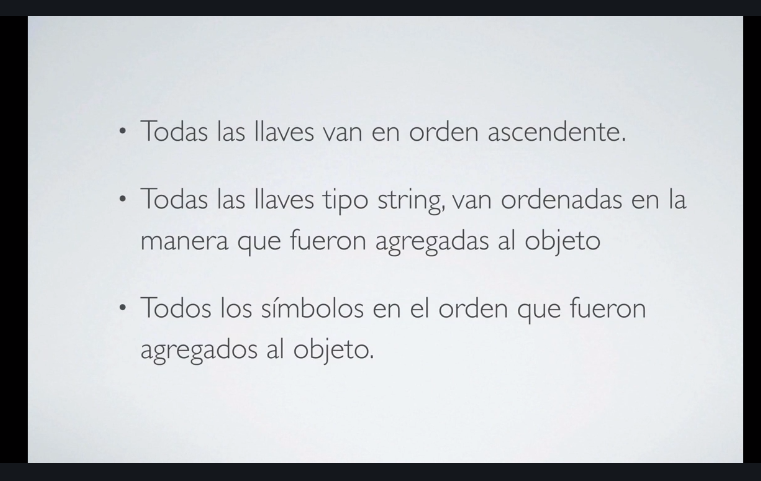 • Todas las llaves van en orden ascendente.
• Todas las llaves tipo string, van ordenadas en la
manera que fueron agregadas al objeto
• Todos los símbolos en el orden que fueron
agregados al objeto.